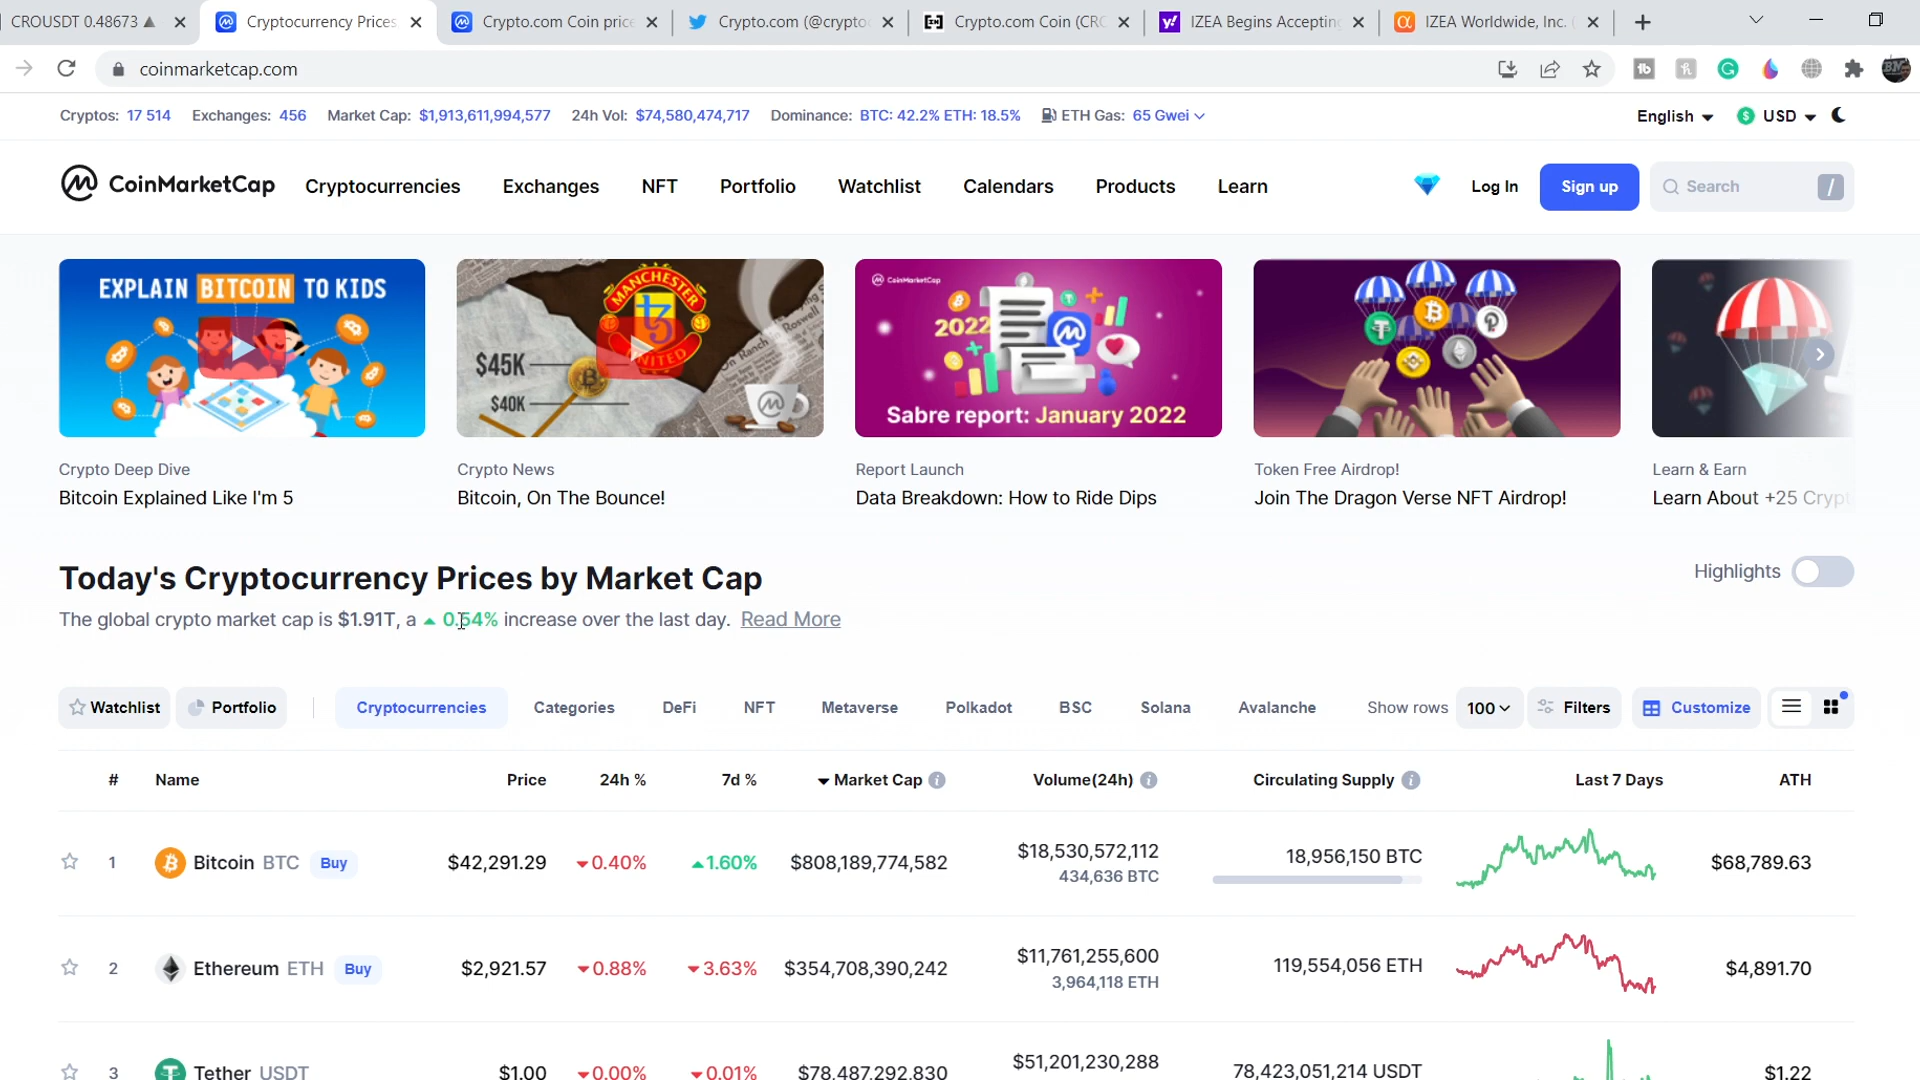 CROUSDT 0.48673 ▲
Cryptocurrency Prices
Crypto.com Coin price
Crypto.com (@crypto
Crypto.com Coin (CRO
IZEA Begins Accepting
IZEA Worldwide, Inc. (
coinmarketcap.com
Cryptos: 17 514 Exchanges: 456 Market Cap: $1,913,611,994,577 24h Vol: $74,580,474,717 Dominance: BTC: 42.2% ETH: 18.5% ETH Gas: 65 Gwei
English USD
CoinMarketCap
Cryptocurrencies Exchanges NFT Portfolio Watchlist Calendars Products Learn
Log In Sign up Search /
EXPLAIN BITCOIN TO KIDS
MANCHESTER
UNITED
$45K
$40K
Roswell
CoinMarketCap
2022
Sabre report: January 2022
Crypto Deep Dive
Bitcoin Explained Like I'm 5
Crypto News
Bitcoin, On The Bounce!
Report Launch
Data Breakdown: How to Ride Dips
Token Free Airdrop!
Join The Dragon Verse NFT Airdrop!
Learn & Earn
Learn About +25 Crypt
Today's Cryptocurrency Prices by Market Cap
Highlights
The global crypto market cap is $1.91T, a ▲ 0.54% increase over the last day. Read More
Watchlist Portfolio Cryptocurrencies Categories DeFi NFT Metaverse Polkadot BSC Solana Avalanche Show rows 100 Filters Customize
# Name Price 24h % 7d % Market Cap Volume(24h) Circulating Supply Last 7 Days ATH
1 Bitcoin BTC Buy $42,291.29 0.40% 1.60% $808,189,774,582 $18,530,572,112 18,956,150 BTC $68,789.63
434,636 BTC
2 Ethereum ETH Buy $2,921.57 0.88% 3.63% $354,708,390,242 $11,761,255,600 119,554,056 ETH $4,891.70
3,964,118 ETH
3 Tether USDT $1.00 0.00% 0.01% $78,487,292,830 $51,201,230,288 78,423,051,214 USDT $1.22